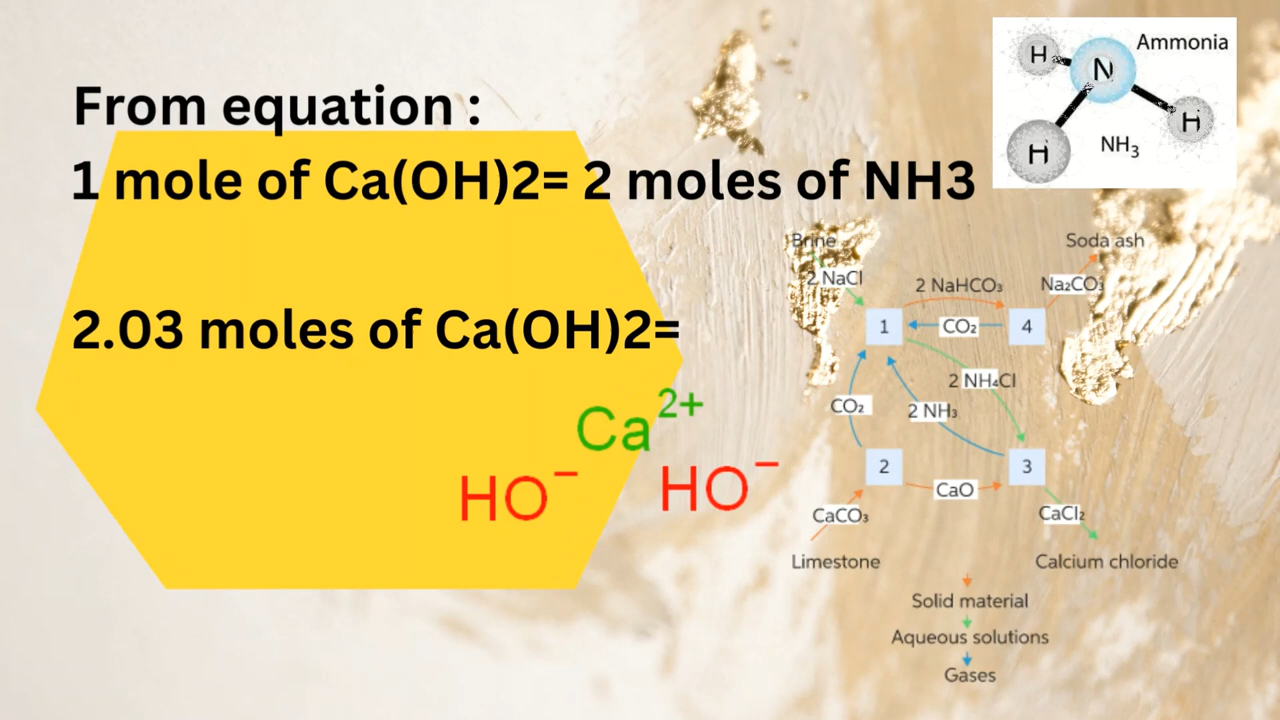 From equation :
1 mole of Ca(OH)2= 2 moles of NH3
2.03 moles of Ca(OH)2=
Ca2+
HO−
HO−
H
N
Ammonia
H
H
NH₃
Brine
Soda ash
2 NaCl
2 NaHCO₃
Na₂CO₃
1
CO₂
4
2 NH₄Cl
CO₂
2 NH₃
2
3
CaO
CaCO₃
CaCl₂
Limestone
Calcium chloride
Solid material
Aqueous solutions
Gases